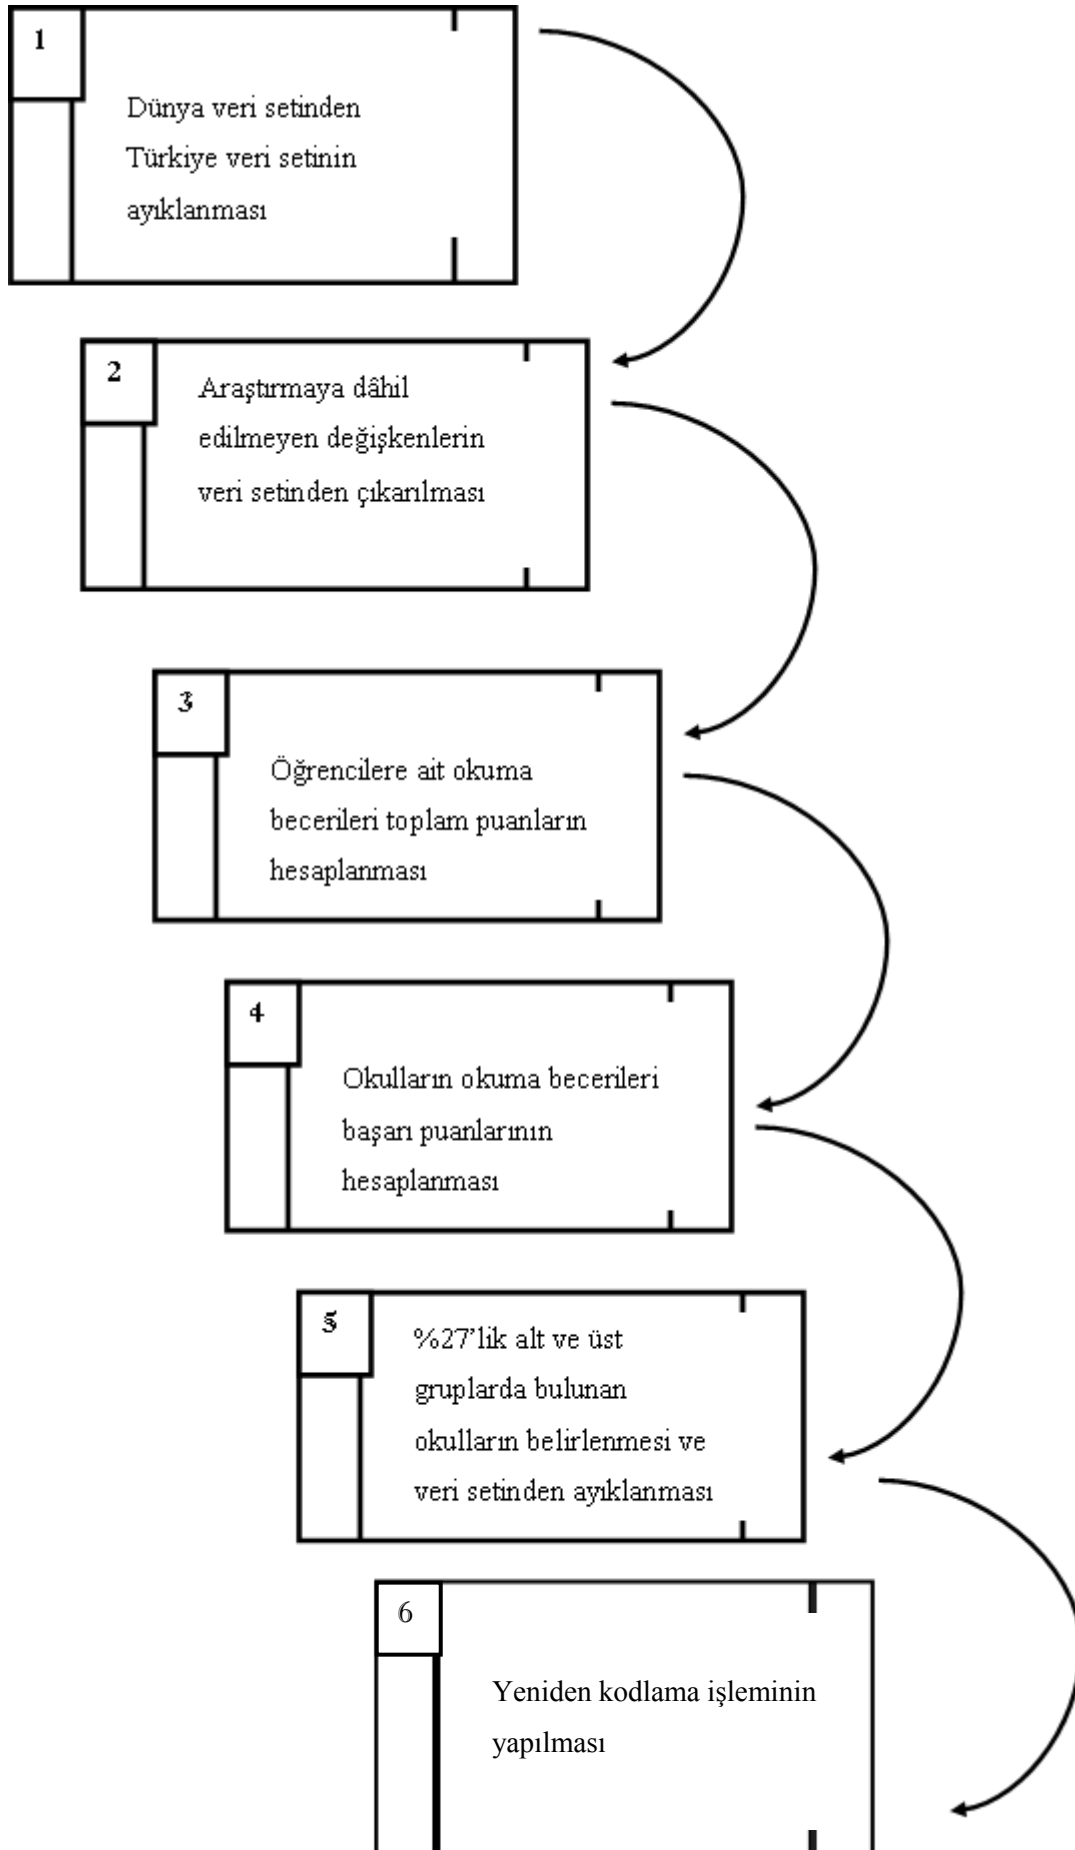 1
Dünya veri setinden
Türkiye veri setinin
ayıklanması
2
Araştırmaya dâhil
edilmeyen değişkenlerin
veri setinden çıkarılması
3
Öğrencilere ait okuma
becerileri toplam puanların
hesaplanması
4
Okulların okuma becerileri
başarı puanlarının
hesaplanması
5
%27’lik alt ve üst
gruplarda bulunan
okulların belirlenmesi ve
veri setinden ayıklanması
6
Yeniden kodlama işleminin
yapılması